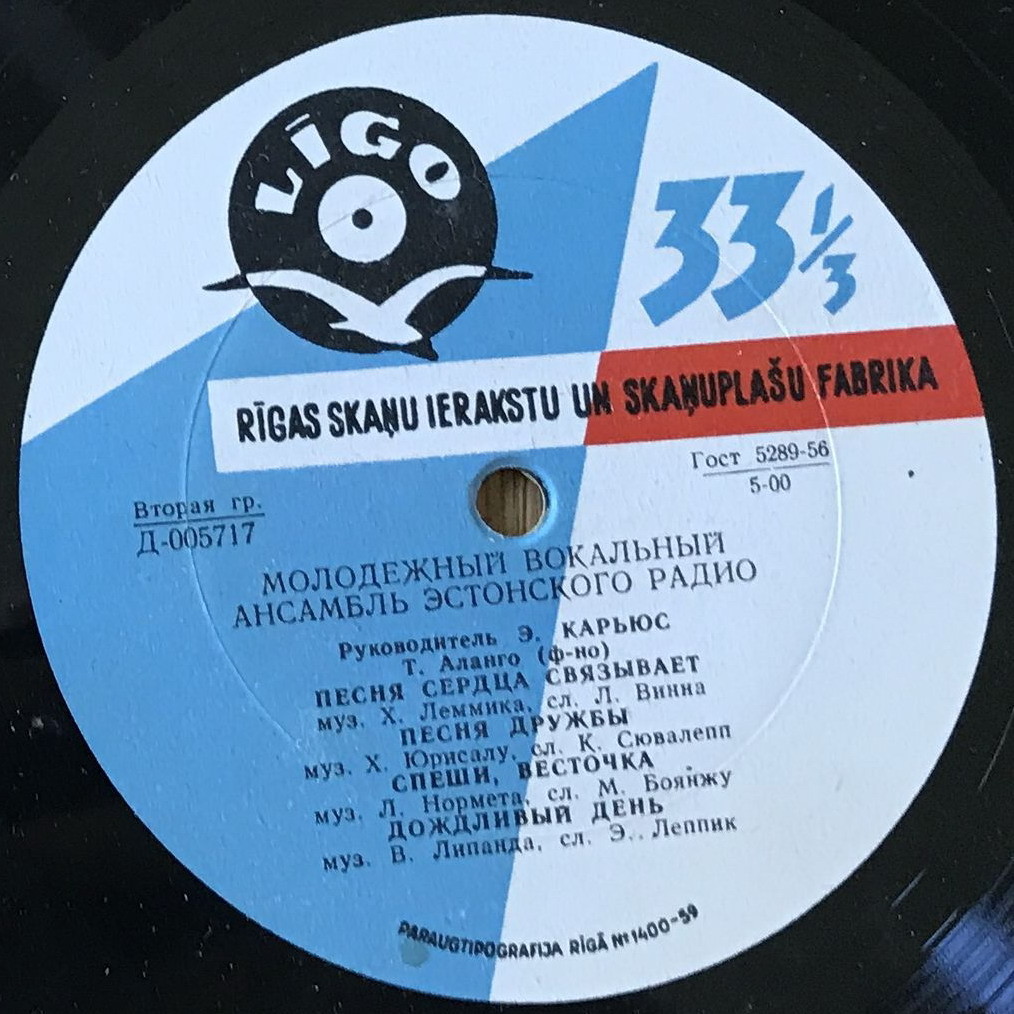 LĪGO
33 1/3
RĪGAS SKAŅU IERAKSTU UN SKAŅUPLAŠU FABRIKA
Гост 5289-56
5-00
Вторая гр.
Д-005717
МОЛОДЕЖНЫЙ ВОКАЛЬНЫЙ
АНСАМБЛЬ ЭСТОНСКОГО РАДИО
Руководитель Э. КАРЬЮС
Т. Аланго (ф-но)
ПЕСНЯ СЕРДЦА СВЯЗЫВАЕТ
муз. Х. Леммика, сл. Л. Винна
ПЕСНЯ ДРУЖБЫ
муз. Х. Юрисалу, сл. К. Сювалепп
СПЕШИ, ВЕСТОЧКА
муз. Л. Нормета, сл. М. Боянжу
ДОЖДЛИВЫЙ ДЕНЬ
муз. В. Липанда, сл. Э. Леппик
PARAUGTIPOGRAFIJA RĪGĀ № 1400-59